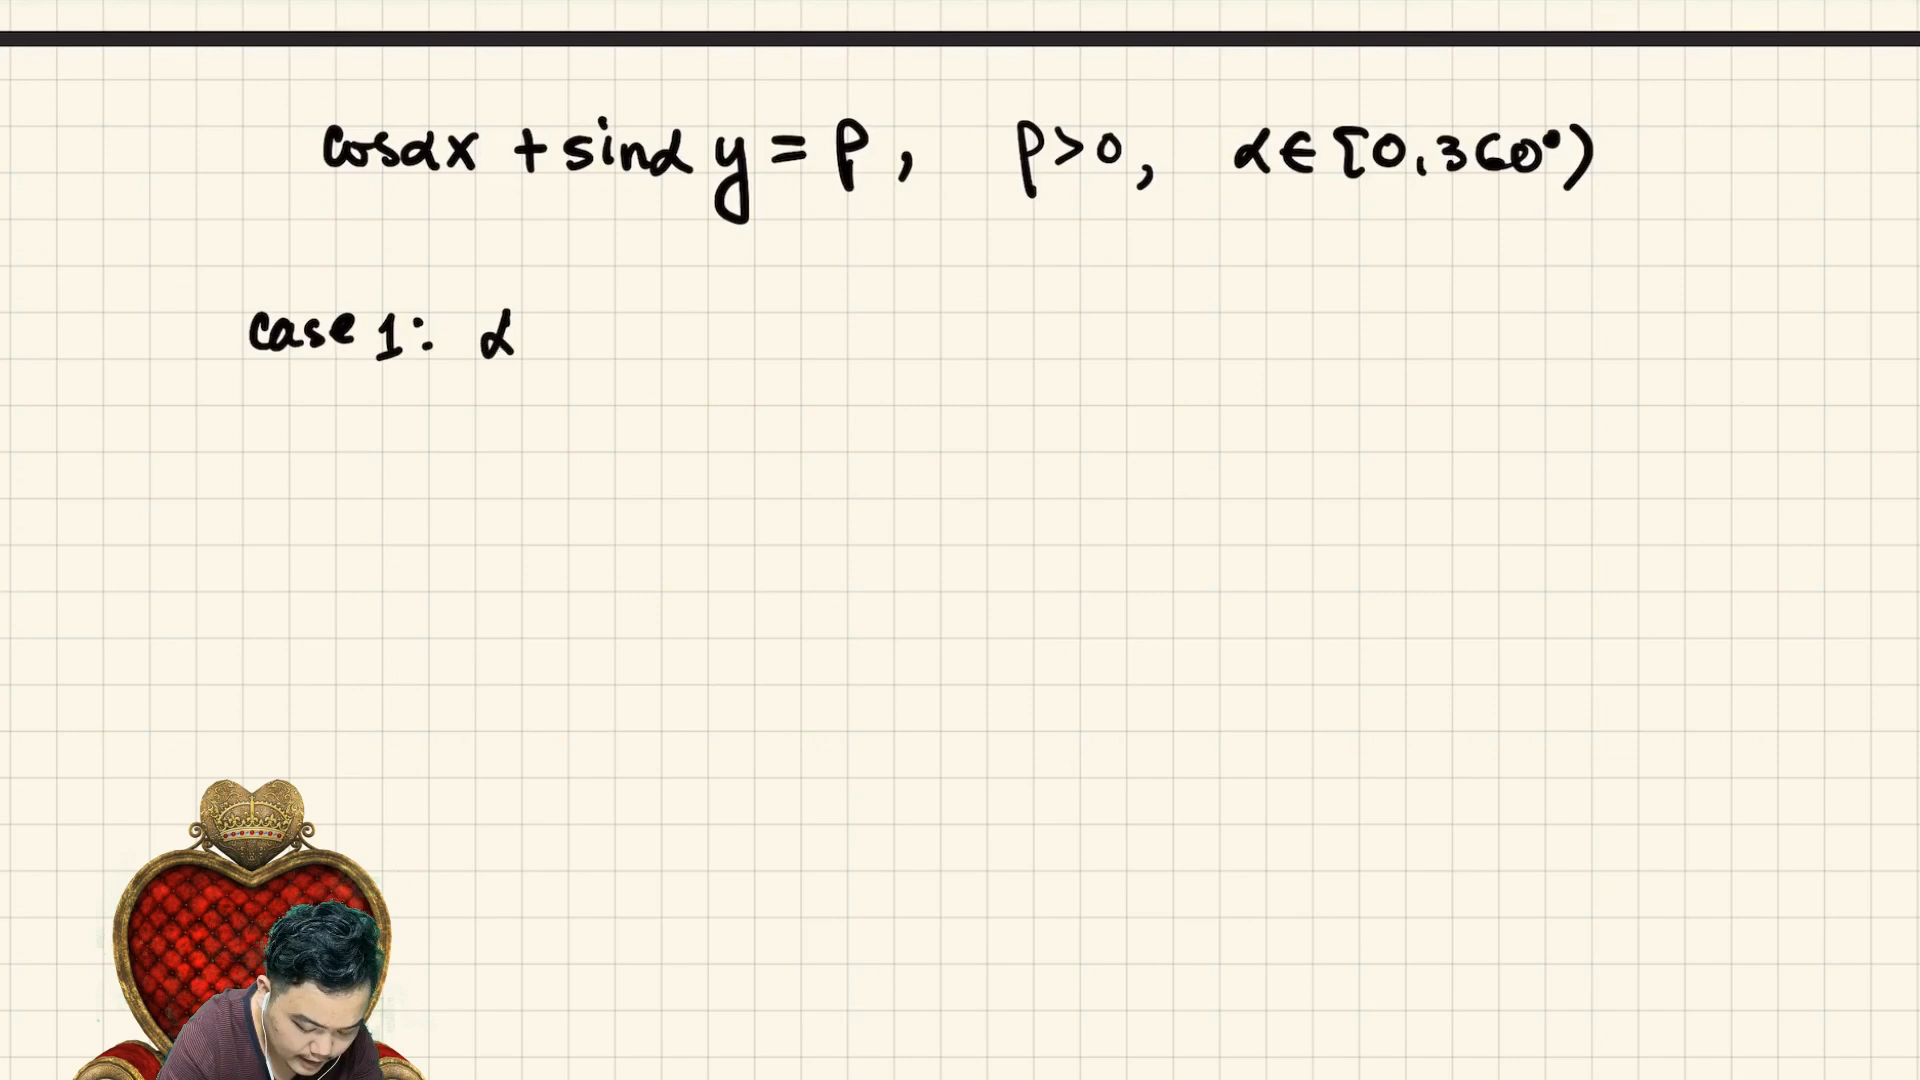 cosαx + sinα y = p, p>0, α∈[0,360°)
case 1: α